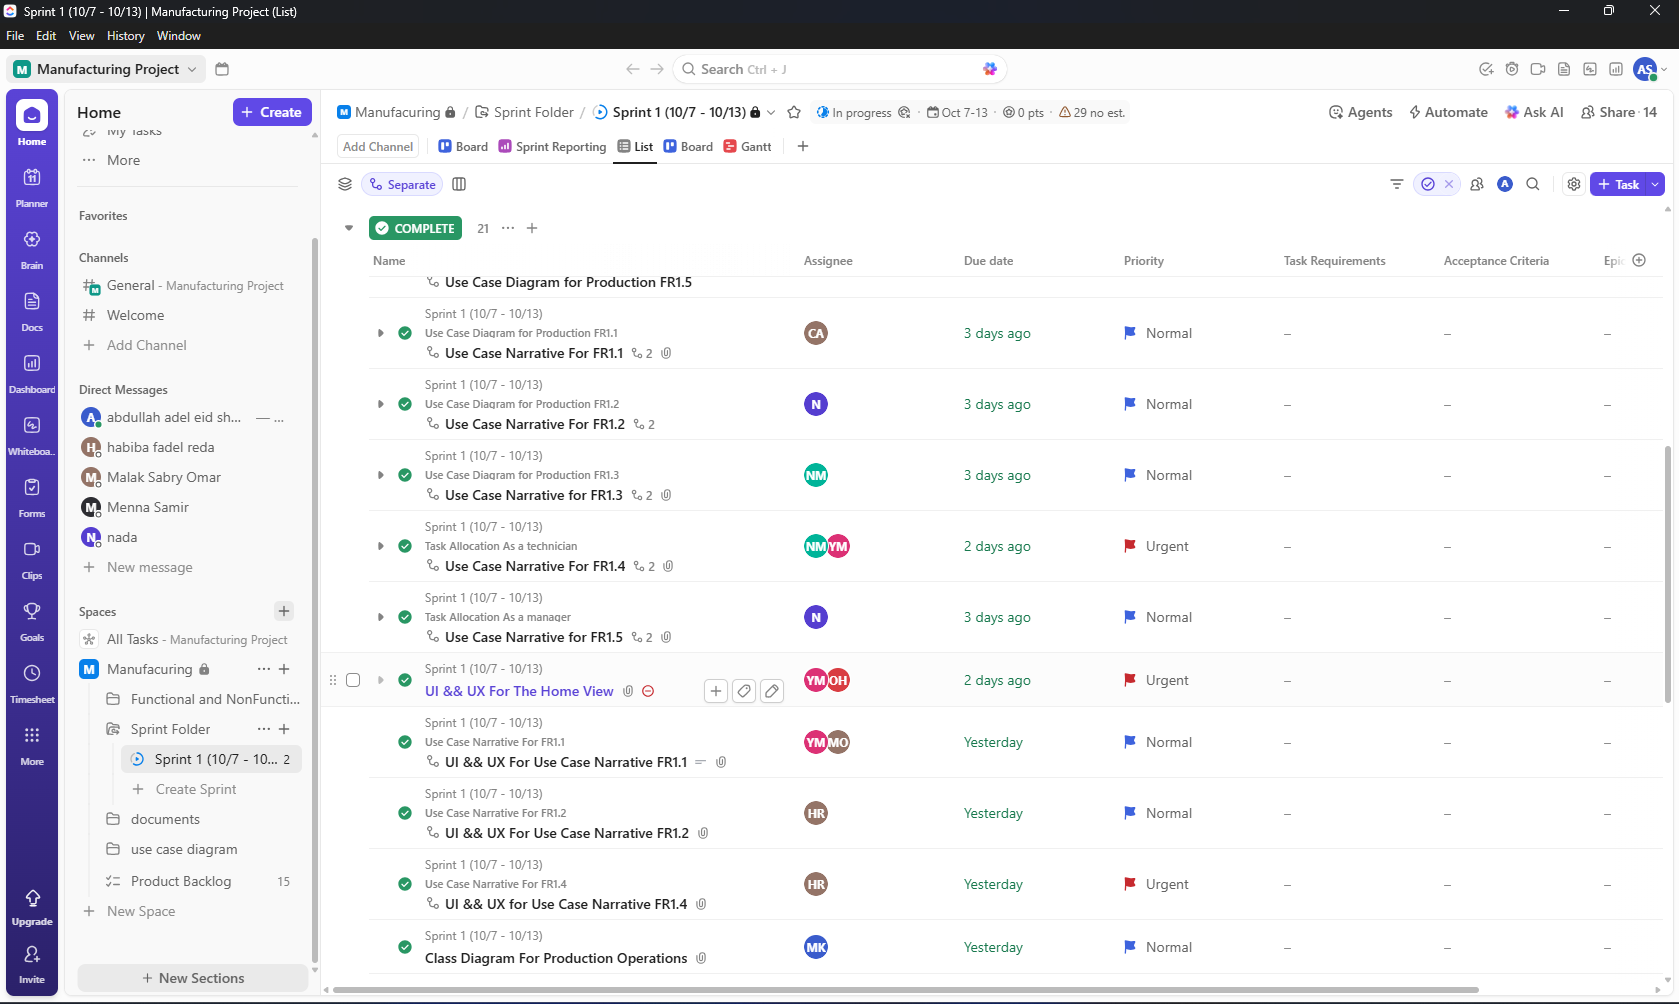 Sprint 1 (10/7 - 10/13) | Manufacturing Project (List)
File Edit View History Window
M Manufacturing Project
Search Ctrl + J
AS
Home
Planner
Brain
Docs
Dashboard
Whiteboa..
Forms
Clips
Goals
Timesheet
More
Upgrade
Invite
Home
+ Create
My Tasks
More
Favorites
Channels
General - Manufacturing Project
Welcome
Add Channel
Direct Messages
A abdullah adel eid sh... — ...
H habiba fadel reda
M Malak Sabry Omar
M Menna Samir
N nada
New message
Spaces
All Tasks - Manufacturing Project
M Manufacuring
Functional and NonFuncti...
Sprint Folder
Sprint 1 (10/7 - 10... 2
Create Sprint
documents
use case diagram
Product Backlog 15
New Space
+ New Sections
M Manufacuring / Sprint Folder / Sprint 1 (10/7 - 10/13) In progress · Oct 7-13 · 0 pts · 29 no est.
Agents Automate Ask AI Share · 14
Add Channel Board Sprint Reporting List Board Gantt +
Separate
A
+ Task
COMPLETE 21 ... +
Name Assignee Due date Priority Task Requirements Acceptance Criteria Epic
Use Case Diagram for Production FR1.5
Sprint 1 (10/7 - 10/13)
Use Case Diagram for Production FR1.1
Use Case Narrative For FR1.1 2
CA 3 days ago Normal – – –
Sprint 1 (10/7 - 10/13)
Use Case Diagram for Production FR1.2
Use Case Narrative For FR1.2 2
N 3 days ago Normal – – –
Sprint 1 (10/7 - 10/13)
Use Case Diagram for Production FR1.3
Use Case Narrative for FR1.3 2
NM 3 days ago Normal – – –
Sprint 1 (10/7 - 10/13)
Task Allocation As a technician
Use Case Narrative For FR1.4 2
NM YM 2 days ago Urgent – – –
Sprint 1 (10/7 - 10/13)
Task Allocation As a manager
Use Case Narrative for FR1.5 2
N 3 days ago Normal – – –
Sprint 1 (10/7 - 10/13)
UI && UX For The Home View
YM OH 2 days ago Urgent – – –
Sprint 1 (10/7 - 10/13)
Use Case Narrative For FR1.1
UI && UX For Use Case Narrative FR1.1
YM MO Yesterday Normal – – –
Sprint 1 (10/7 - 10/13)
Use Case Narrative For FR1.2
UI && UX For Use Case Narrative FR1.2
HR Yesterday Normal – – –
Sprint 1 (10/7 - 10/13)
Use Case Narrative For FR1.4
UI && UX for Use Case Narrative FR1.4
HR Yesterday Urgent – – –
Sprint 1 (10/7 - 10/13)
Class Diagram For Production Operations
MK Yesterday Normal – – –